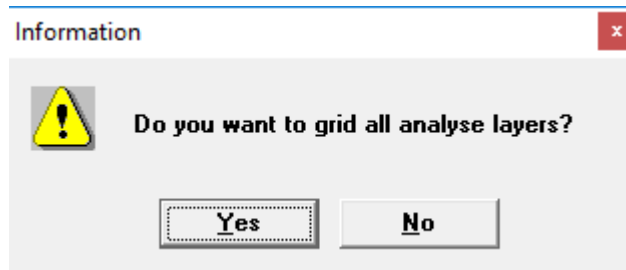 Information
x
Do you want to grid all analyse layers?
Yes
No